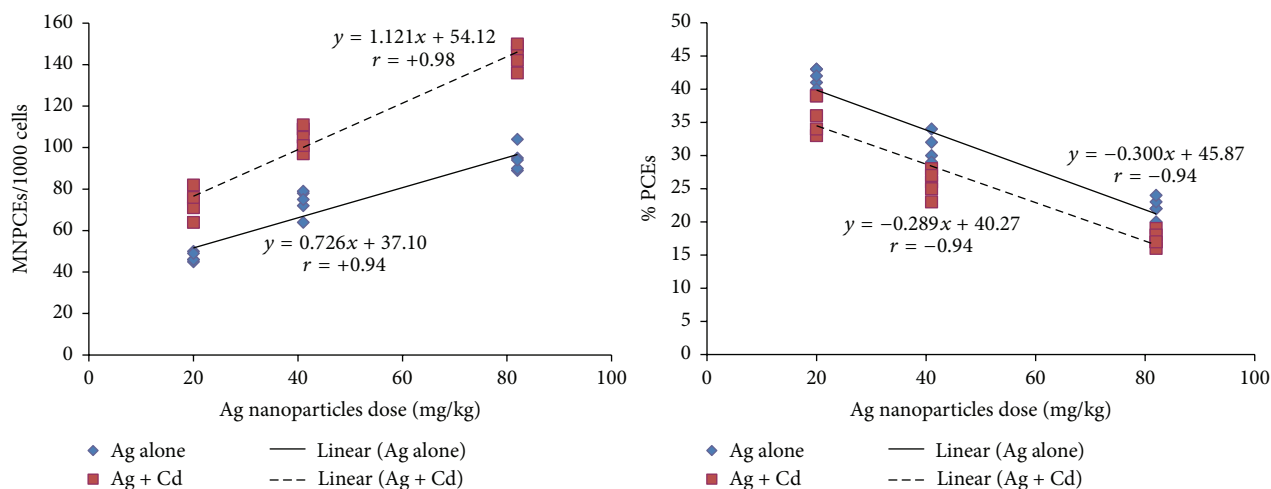 160
140
120
100
80
60
40
20
0
MNPCEs/1000 cells
y = 1.121x + 54.12
r = +0.98
y = 0.726x + 37.10
r = +0.94
0 20 40 60 80 100
Ag nanoparticles dose (mg/kg)
Ag alone Linear (Ag alone)
Ag + Cd Linear (Ag + Cd)
50
45
40
35
30
25
20
15
10
5
0
% PCEs
y = −0.300x + 45.87
r = −0.94
y = −0.289x + 40.27
r = −0.94
0 20 40 60 80 100
Ag nanoparticles dose (mg/kg)
Ag alone Linear (Ag alone)
Ag + Cd Linear (Ag + Cd)